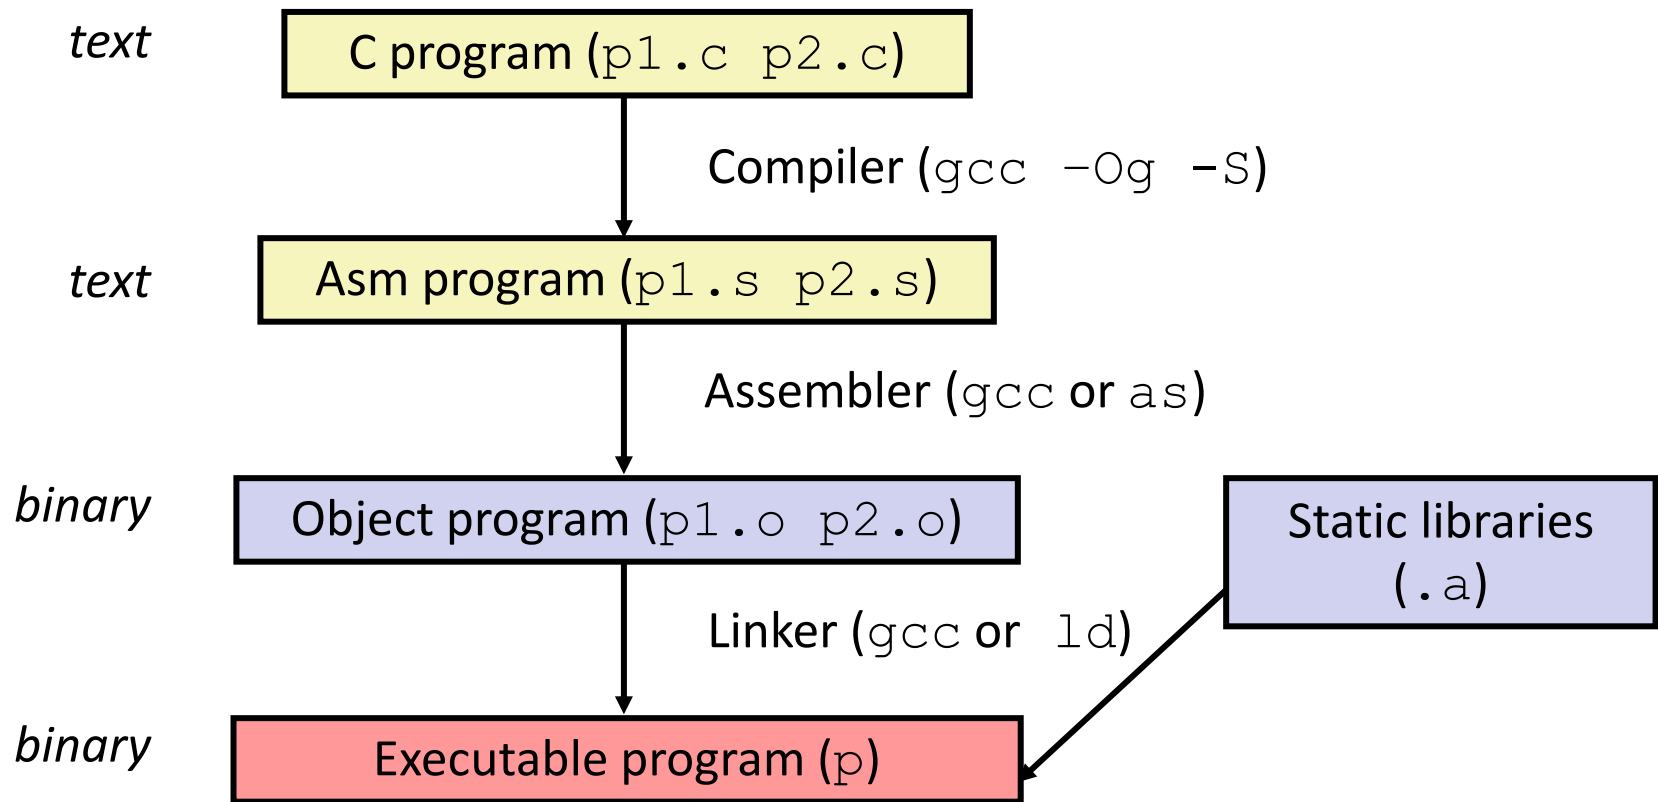 text
C program (p1.c p2.c)
Compiler (gcc –Og -S)
text
Asm program (p1.s p2.s)
Assembler (gcc or as)
binary
Object program (p1.o p2.o)
Static libraries
(.a)
Linker (gcc or ld)
binary
Executable program (p)